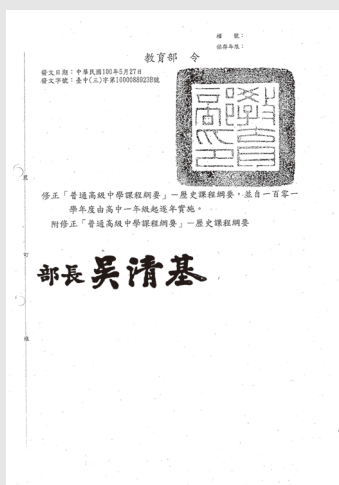 檔　　號：
保存年限：
教育部　令
發文日期：中華民國100年5月27日
發文字號：臺中(三)字第1000088923B號
修正「普通高級中學課程綱要」－歷史課程綱要，並自一百零一
學年度由高中一年級起逐年實施。
附修正「普通高級中學課程綱要」－歷史課程綱要
部長 吳清基